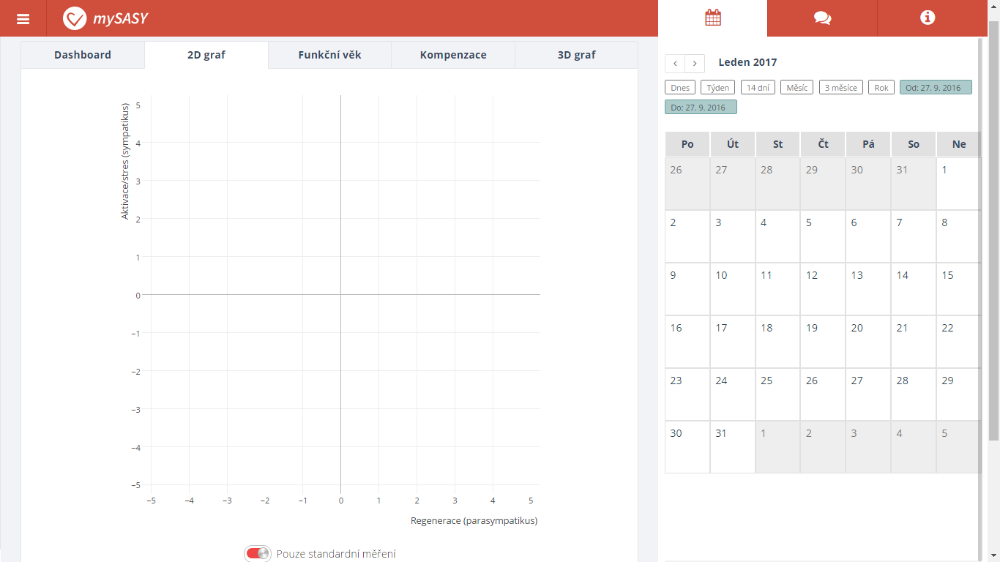 mySASY
Dashboard 2D graf Funkční věk Kompenzace 3D graf
Aktivace/stres (sympatikus)
5
4
3
2
1
0
−1
−2
−3
−4
−5
−5 −4 −3 −2 −1 0 1 2 3 4 5
Regenerace (parasympatikus)
Pouze standardní měření
Leden 2017
Dnes Týden 14 dní Měsíc 3 měsíce Rok Od: 27. 9. 2016
Do: 27. 9. 2016
Po Út St Čt Pá So Ne
26 27 28 29 30 31 1
2 3 4 5 6 7 8
9 10 11 12 13 14 15
16 17 18 19 20 21 22
23 24 25 26 27 28 29
30 31 1 2 3 4 5